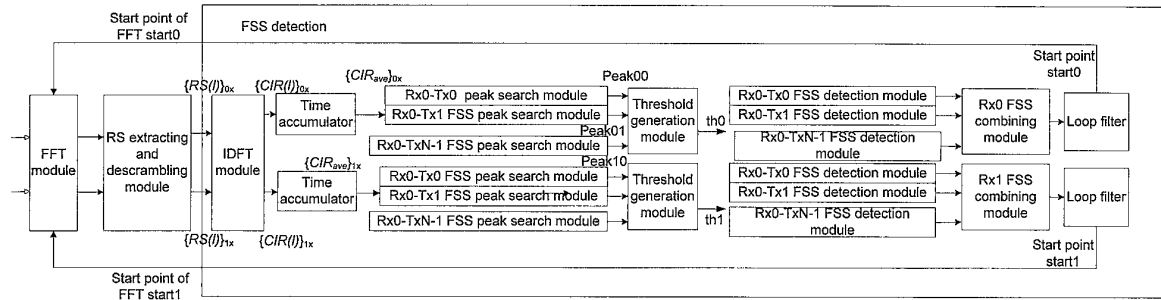 Start point of
FFT start0
FSS detection
{RS(l)}0x
{CIR(l)}0x
{CIRave}0x
Peak00
Start point
start0
FFT
module
RS extracting
and
descrambling
module
IDFT
module
Time
accumulator
Rx0-Tx0 peak search module
Rx0-Tx1 FSS peak search module
Peak01
Rx0-TxN-1 FSS peak search module
Threshold
generation
module
th0
Rx0-Tx0 FSS detection module
Rx0-Tx1 FSS detection module
Rx0-TxN-1 FSS detection
module
Rx0 FSS
combining
module
Loop filter
{CIRave}1x
Peak10
Time
accumulator
Rx0-Tx0 FSS peak search module
Rx0-Tx1 FSS peak search module
Rx0-TxN-1 FSS peak search module
Threshold
generation
module
th1
Rx0-Tx0 FSS detection module
Rx0-Tx1 FSS detection module
Rx0-TxN-1 FSS detection
module
Rx1 FSS
combining
module
Loop filter
{RS(l)}1x
{CIR(l)}1x
Start point of
FFT start1
Start point
start1